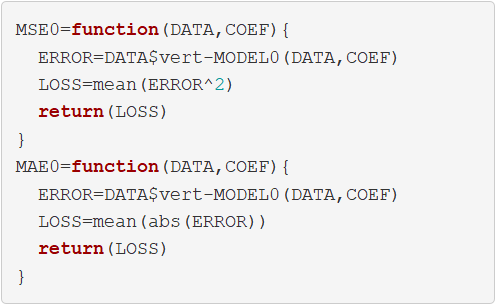 MSE0=function(DATA,COEF){
  ERROR=DATA$vert-MODEL0(DATA,COEF)
  LOSS=mean(ERROR^2)
  return(LOSS)
}
MAE0=function(DATA,COEF){
  ERROR=DATA$vert-MODEL0(DATA,COEF)
  LOSS=mean(abs(ERROR))
  return(LOSS)
}